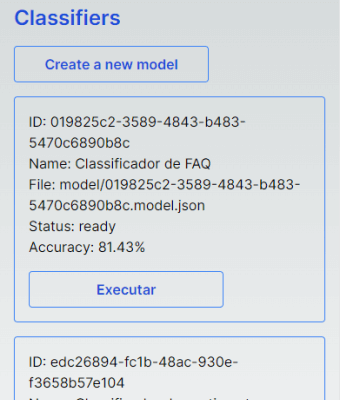 Classifiers
Create a new model
ID: 019825c2-3589-4843-b483-
5470c6890b8c
Name: Classificador de FAQ
File: model/019825c2-3589-4843-b483-
5470c6890b8c.model.json
Status: ready
Accuracy: 81.43%
Executar
ID: edc26894-fc1b-48ac-930e-
f3658b57e104